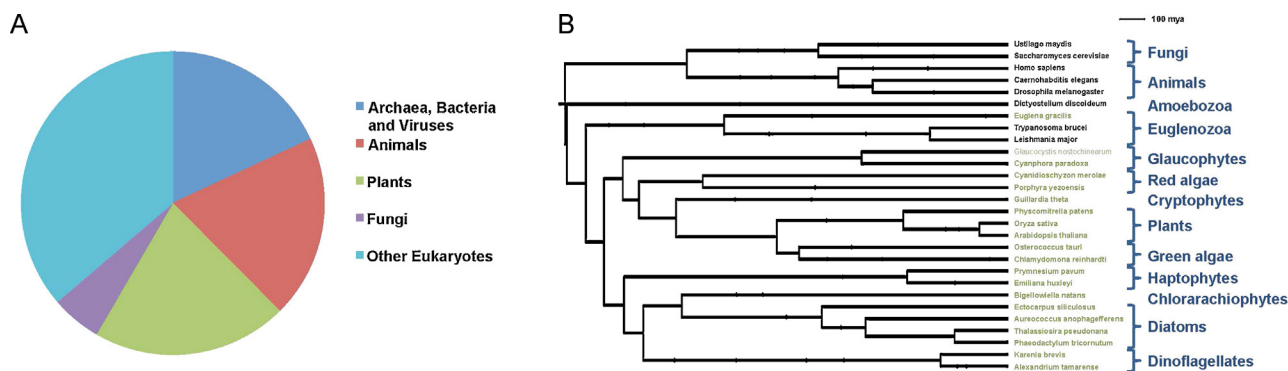 A
Archaea, Bacteria
and Viruses
Animals
Plants
Fungi
Other Eukaryotes
B
100 mya
Ustilago maydis
Saccharomyces cerevisiae
Homo sapiens
Caernohabditis elegans
Drosophila melanogaster
Dictyostelium discoideum
Euglena gracilis
Trypanosoma brucei
Leishmania major
Glaucocystis nostochinearum
Cyanphora paradoxa
Cyanidioschyzon merolae
Porphyra yezoensis
Guillardia theta
Physcomitrella patens
Oryza sativa
Arabidopsis thaliana
Osterococcus tauri
Chlamydomona reinhardti
Prymnesium pavum
Emiliana huxleyi
Bigellowiella natans
Ectocarpus siliculosus
Aureococcus anophagefferens
Thalassiosira pseudonana
Phaeodactylum tricornutum
Karenia brevis
Alexandrium tamarense
Fungi
Animals
Amoebozoa
Euglenozoa
Glaucophytes
Red algae
Cryptophytes
Plants
Green algae
Haptophytes
Chlorarachiophytes
Diatoms
Dinoflagellates